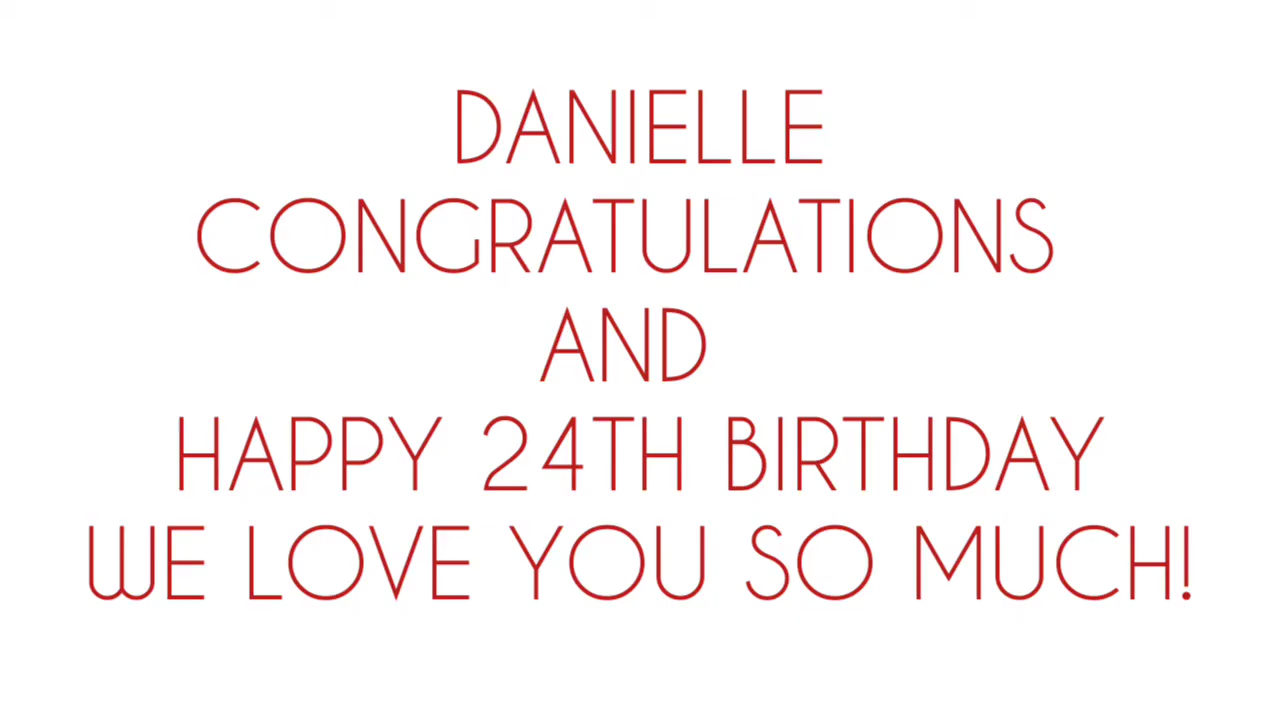 DANIELLE
CONGRATULATIONS
AND
HAPPY 24TH BIRTHDAY
WE LOVE YOU SO MUCH!